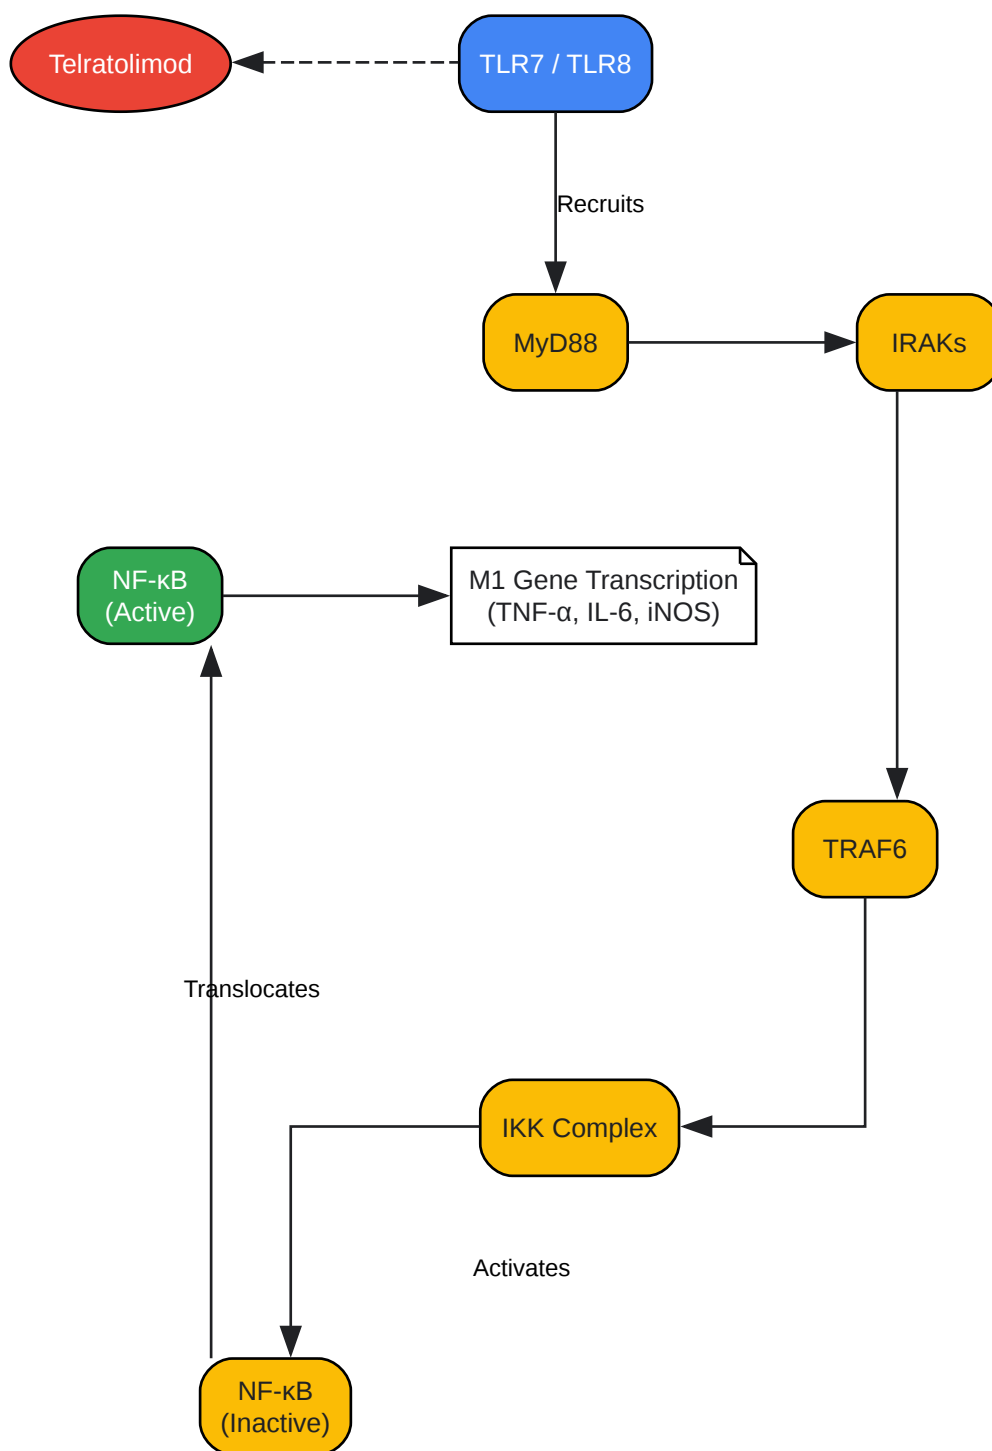 Telratolimod
TLR7 / TLR8
Recruits
MyD88
IRAKs
NF-κB
(Active)
M1 Gene Transcription
(TNF-α, IL-6, iNOS)
TRAF6
Translocates
IKK Complex
Activates
NF-κB
(Inactive)